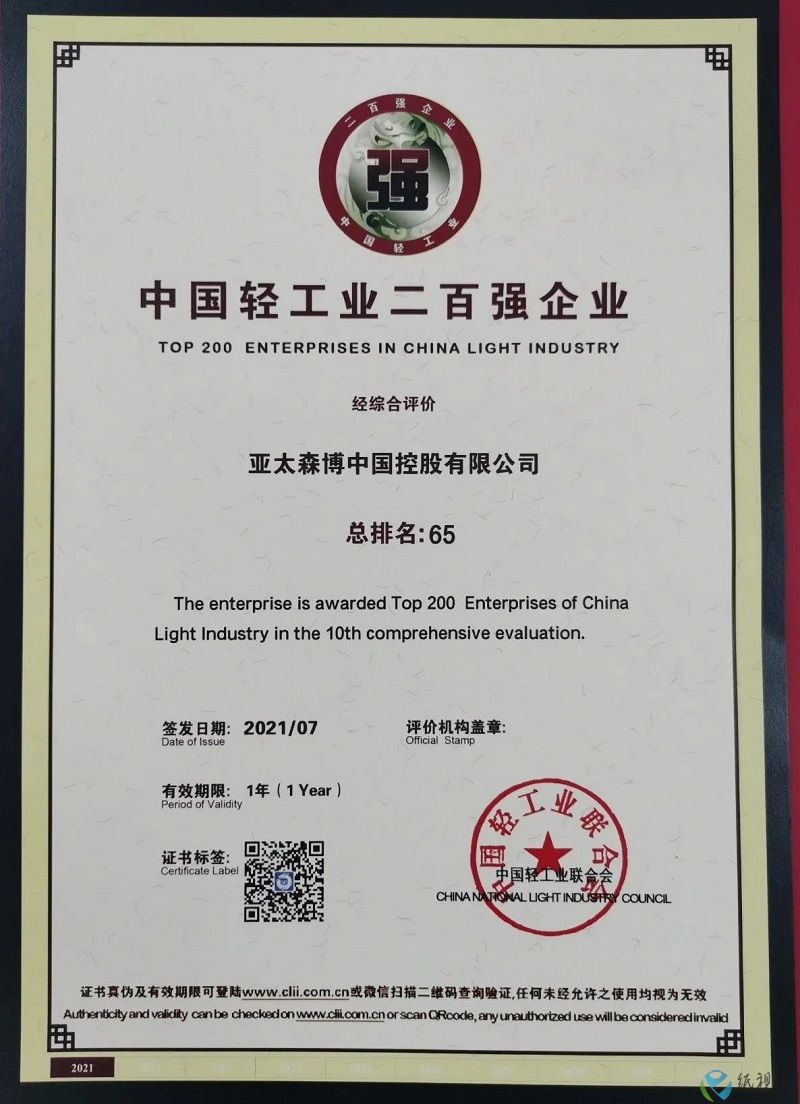 二百强企业
强
中国轻工业
中国轻工业二百强企业
TOP 200 ENTERPRISES IN CHINA LIGHT INDUSTRY
经综合评价
亚太森博中国控股有限公司
总排名:65
The enterprise is awarded Top 200 Enterprises of China
Light Industry in the 10th comprehensive evaluation.
签发日期: 2021/07
Date of Issue
评价机构盖章:
Official Stamp
有效期限: 1年（1 Year）
Period of Validity
证书标签:
Certificate Label
中国轻工业联合会
中国轻工业联合会
CHINA NATIONAL LIGHT INDUSTRY COUNCIL
证书真伪及有效期限可登陆www.clii.com.cn或微信扫描二维码查询验证,任何未经允许之使用均视为无效
Authenticity and validity can be checked on www.clii.com.cn or scan QRcode, any unauthorized use will be considered invalid
2021
纸视